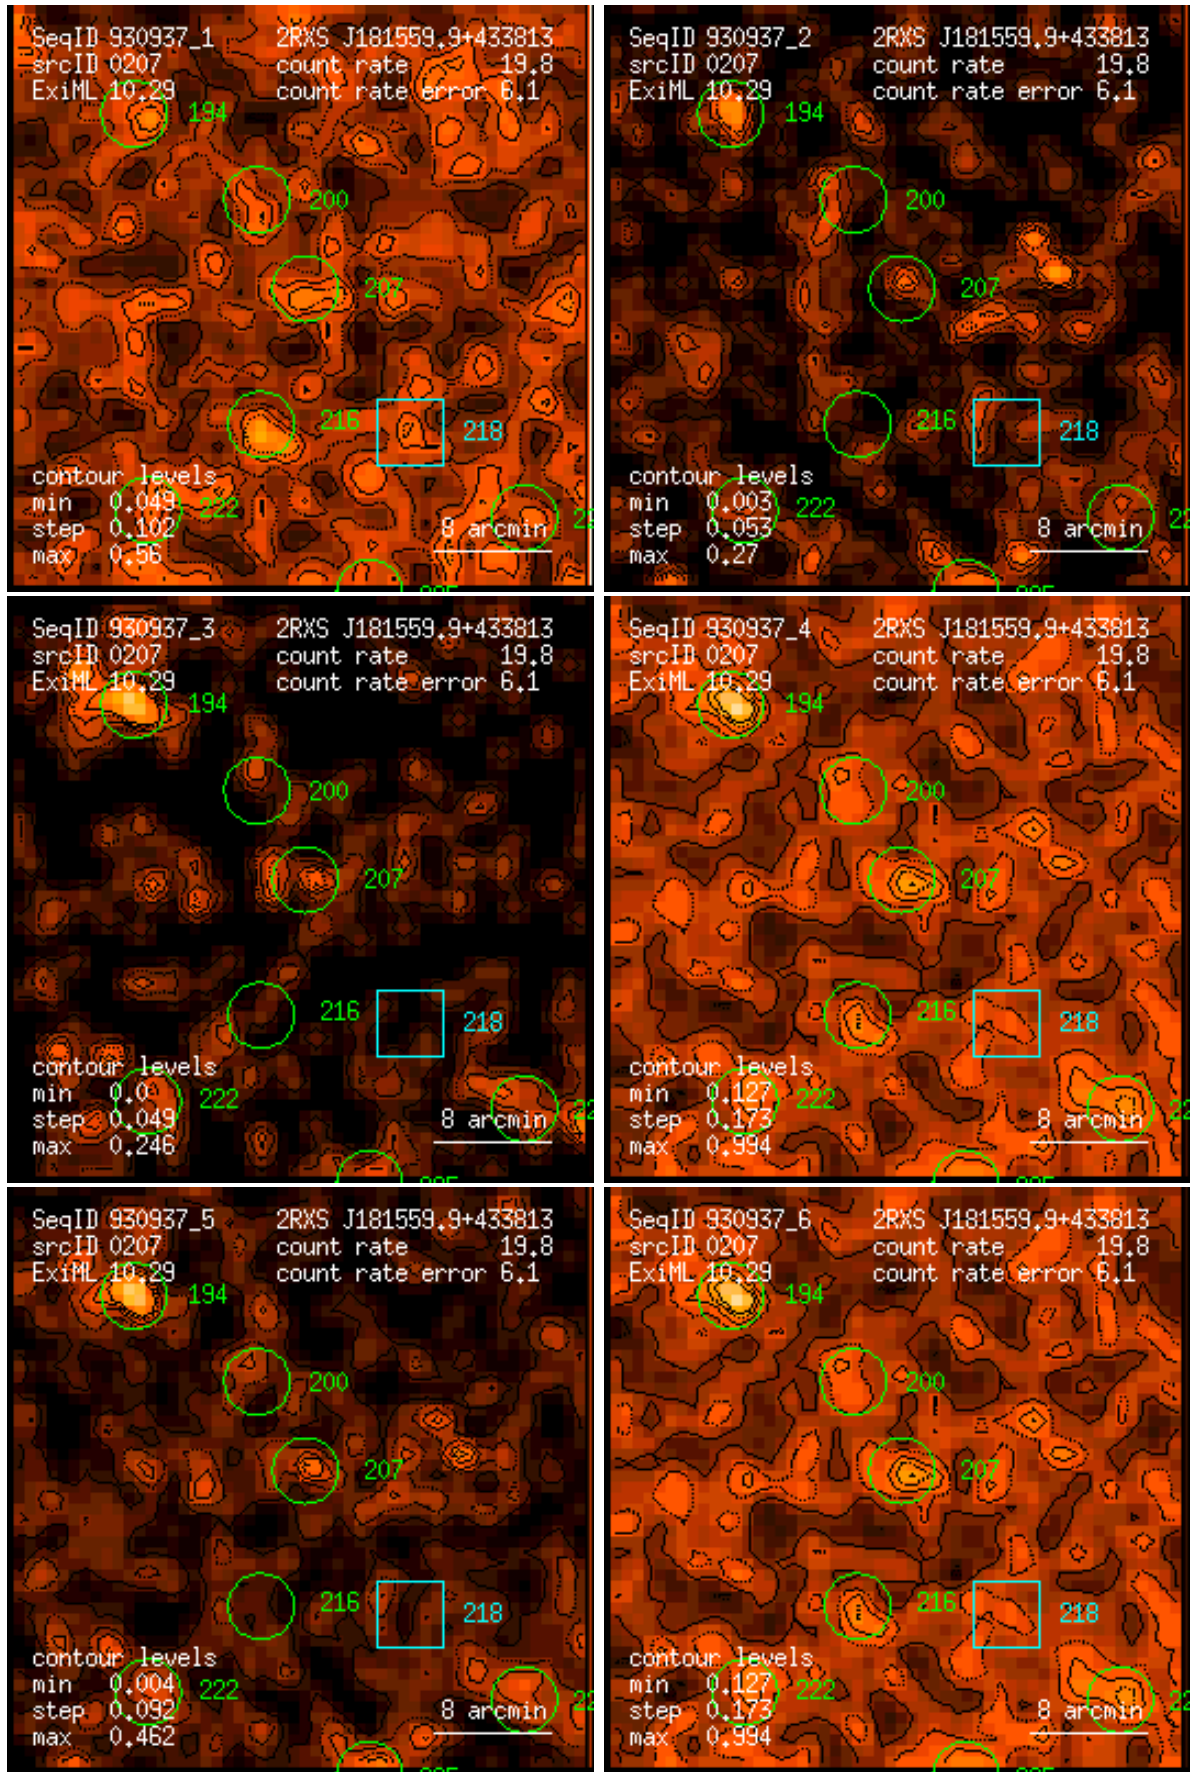 SeqID 930937_1 2RXS J181559.9+433813
srcID 0207 count rate 19.8
ExiML 10.29 count rate error 6.1
194
200
207
216
218
contour levels
min 0.049 222
step 0.102 8 arcmin
max 0.56
SeqID 930937_2 2RXS J181559.9+433813
srcID 0207 count rate 19.8
ExiML 10.29 count rate error 6.1
194
200
207
216
218
contour levels
min 0.003 222
step 0.053 8 arcmin
max 0.27
SeqID 930937_3 2RXS J181559.9+433813
srcID 0207 count rate 19.8
ExiML 10.29 count rate error 6.1
194
200
207
216
218
contour levels
min 0.0 222
step 0.049 8 arcmin
max 0.246
SeqID 930937_4 2RXS J181559.9+433813
srcID 0207 count rate 19.8
ExiML 10.29 count rate error 6.1
194
200
207
216
218
contour levels
min 0.127 222
step 0.173 8 arcmin
max 0.994
SeqID 930937_5 2RXS J181559.9+433813
srcID 0207 count rate 19.8
ExiML 10.29 count rate error 6.1
194
200
207
216
218
contour levels
min 0.004 222
step 0.092 8 arcmin
max 0.462
SeqID 930937_6 2RXS J181559.9+433813
srcID 0207 count rate 19.8
ExiML 10.29 count rate error 6.1
194
200
207
216
218
contour levels
min 0.127 222
step 0.173 8 arcmin
max 0.994